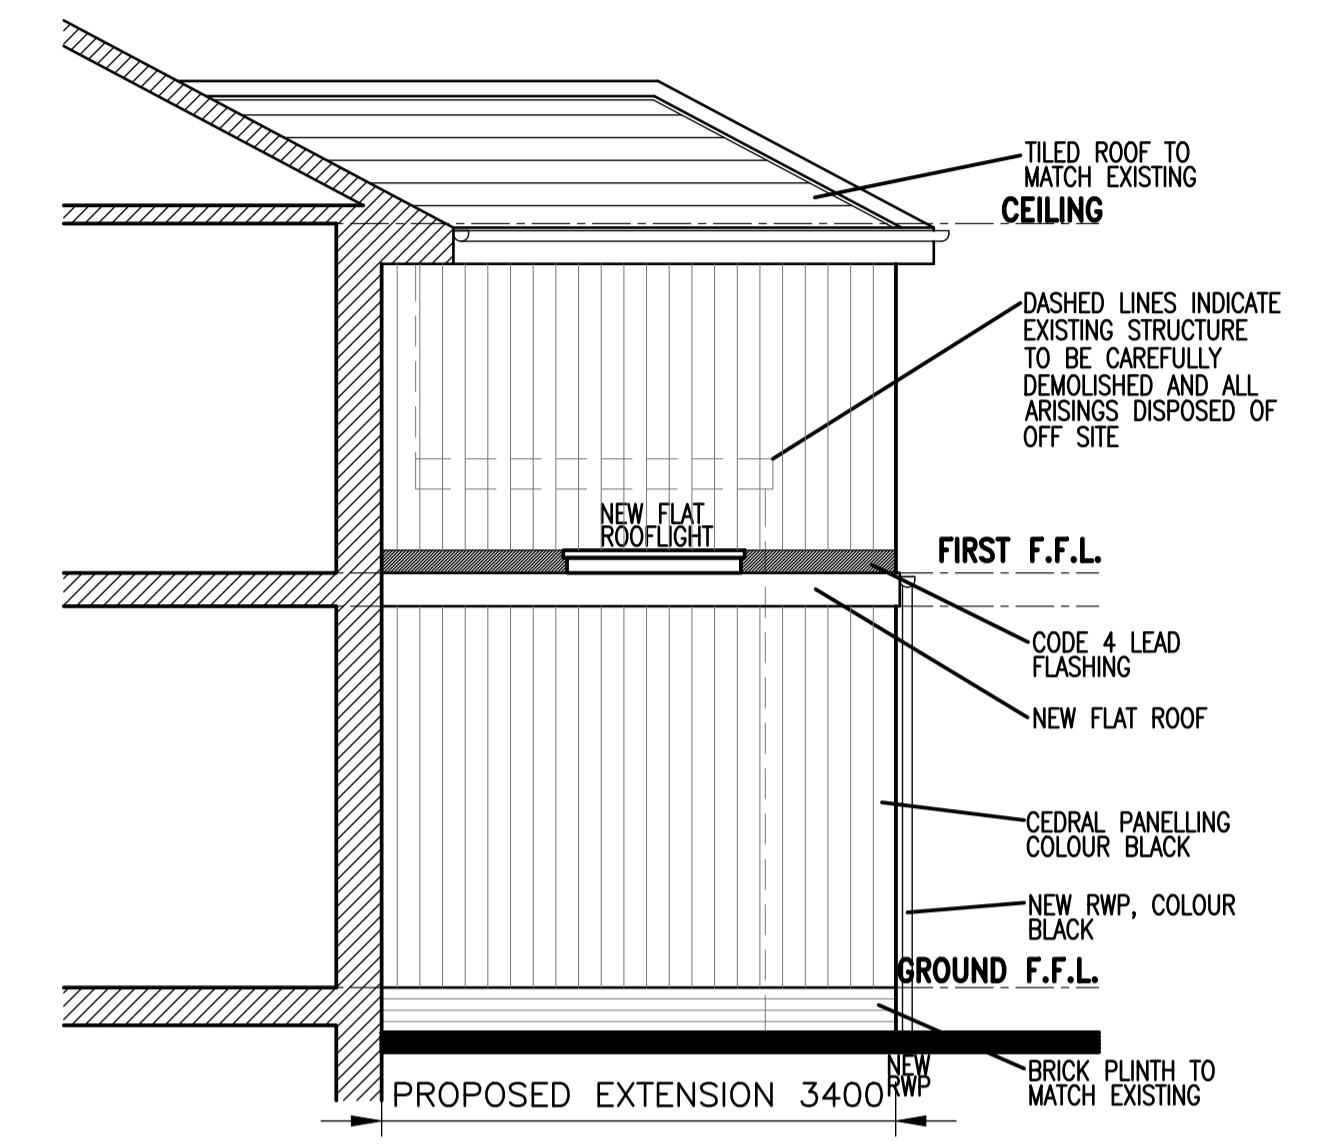 TILED ROOF TO
MATCH EXISTING
CEILING
DASHED LINES INDICATE
EXISTING STRUCTURE
TO BE CAREFULLY
DEMOLISHED AND ALL
ARISINGS DISPOSED OF
OFF SITE
NEW FLAT
ROOFLIGHT
FIRST F.F.L.
CODE 4 LEAD
FLASHING
NEW FLAT ROOF
CEDRAL PANELLING
COLOUR BLACK
NEW RWP, COLOUR
BLACK
GROUND F.F.L.
NEW
RWP
BRICK PLINTH TO
MATCH EXISTING
PROPOSED EXTENSION 3400